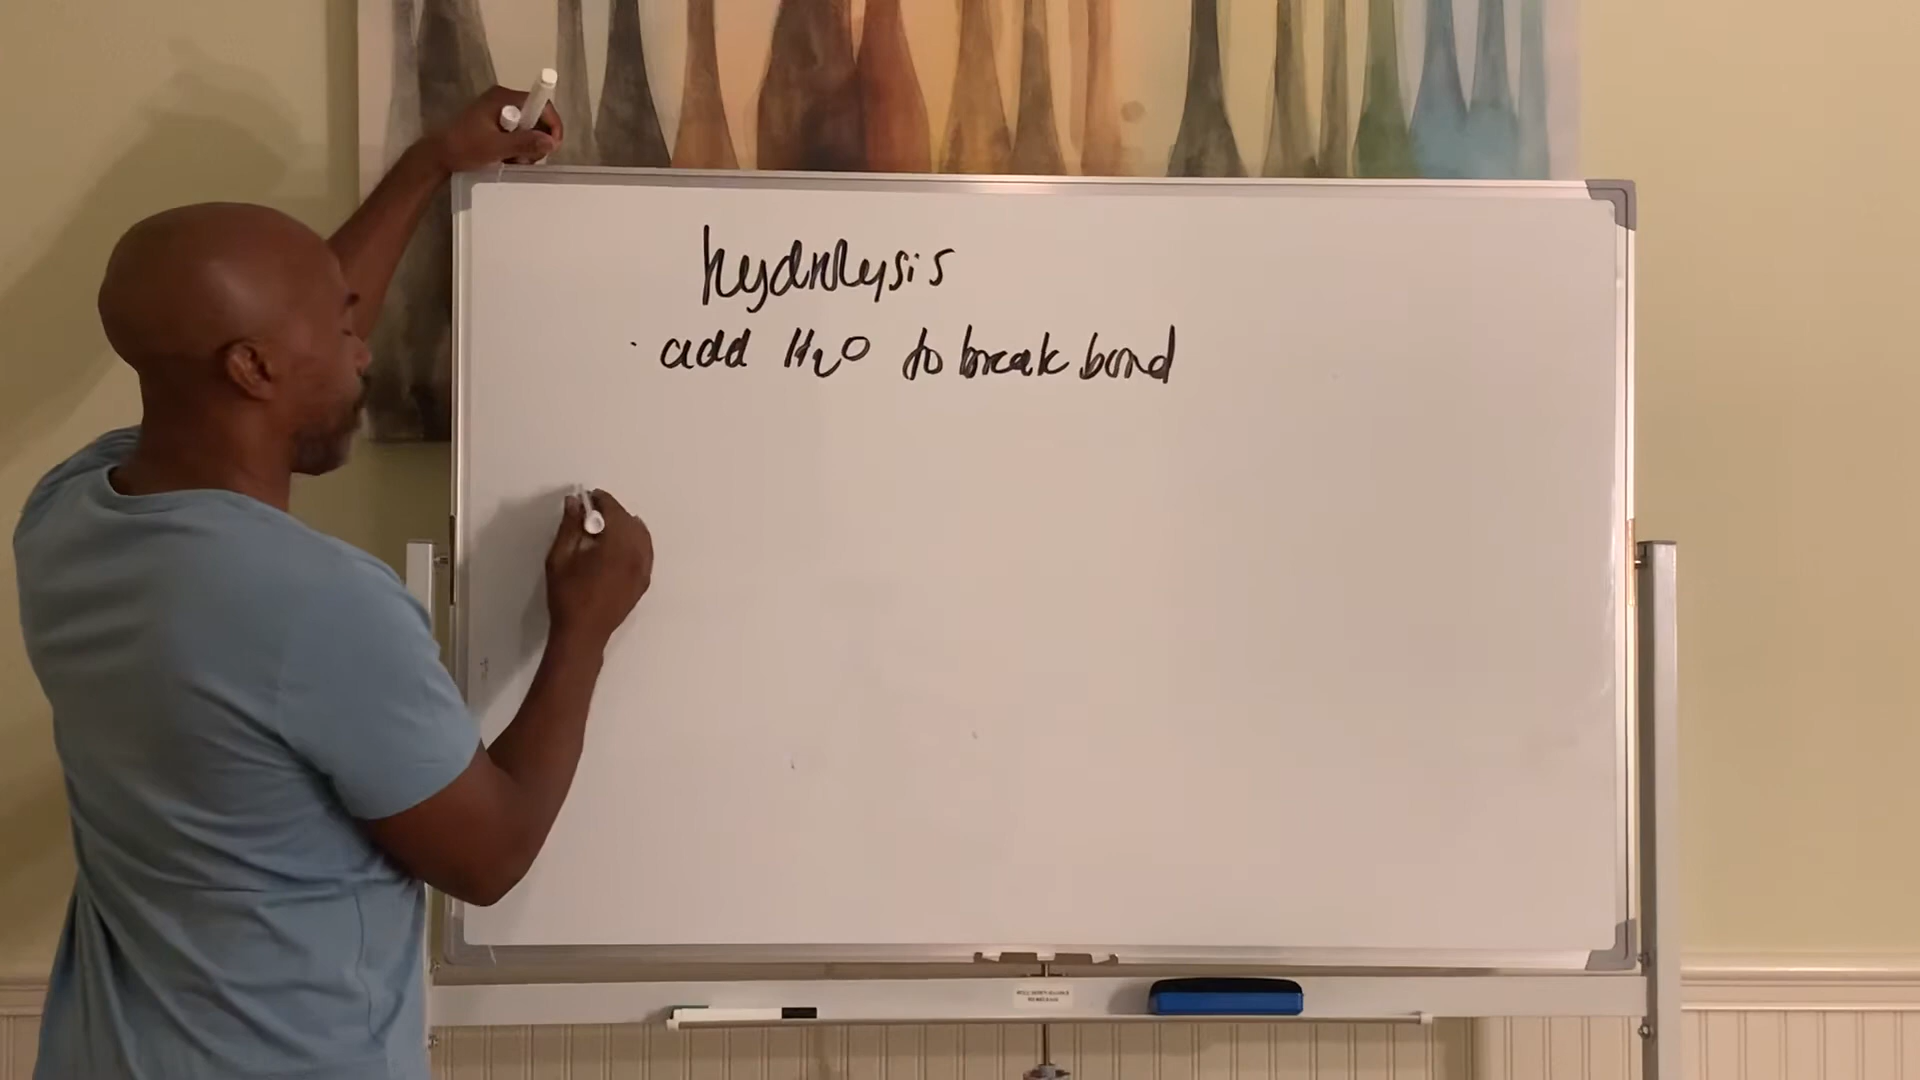 hydrolysis
· add H₂O to break bond